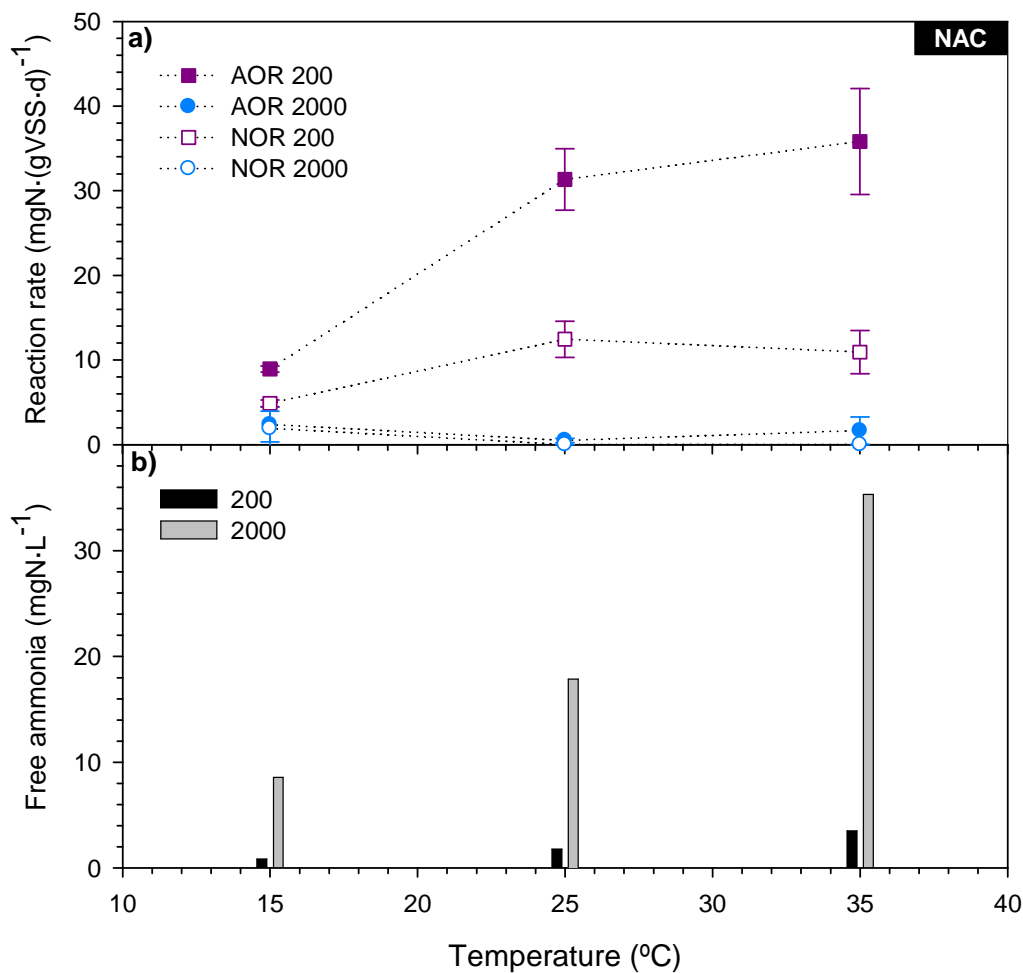 a)
NAC
AOR 200
AOR 2000
NOR 200
NOR 2000
Reaction rate (mgN·(gVSS·d)⁻¹
50
40
30
20
10
0
b)
200
2000
Free ammonia (mgN·L⁻¹)
30
20
10
0
10 15 20 25 30 35 40
Temperature (ºC)